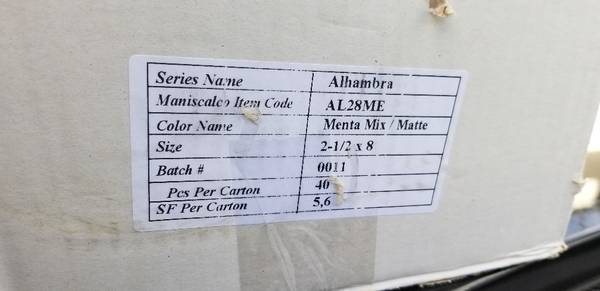 Series Name Alhambra
Maniscalco Item Code AL28ME
Color Name Menta Mix / Matte
Size 2-1/2 x 8
Batch # 0011
Pcs Per Carton 40
SF Per Carton 5,6